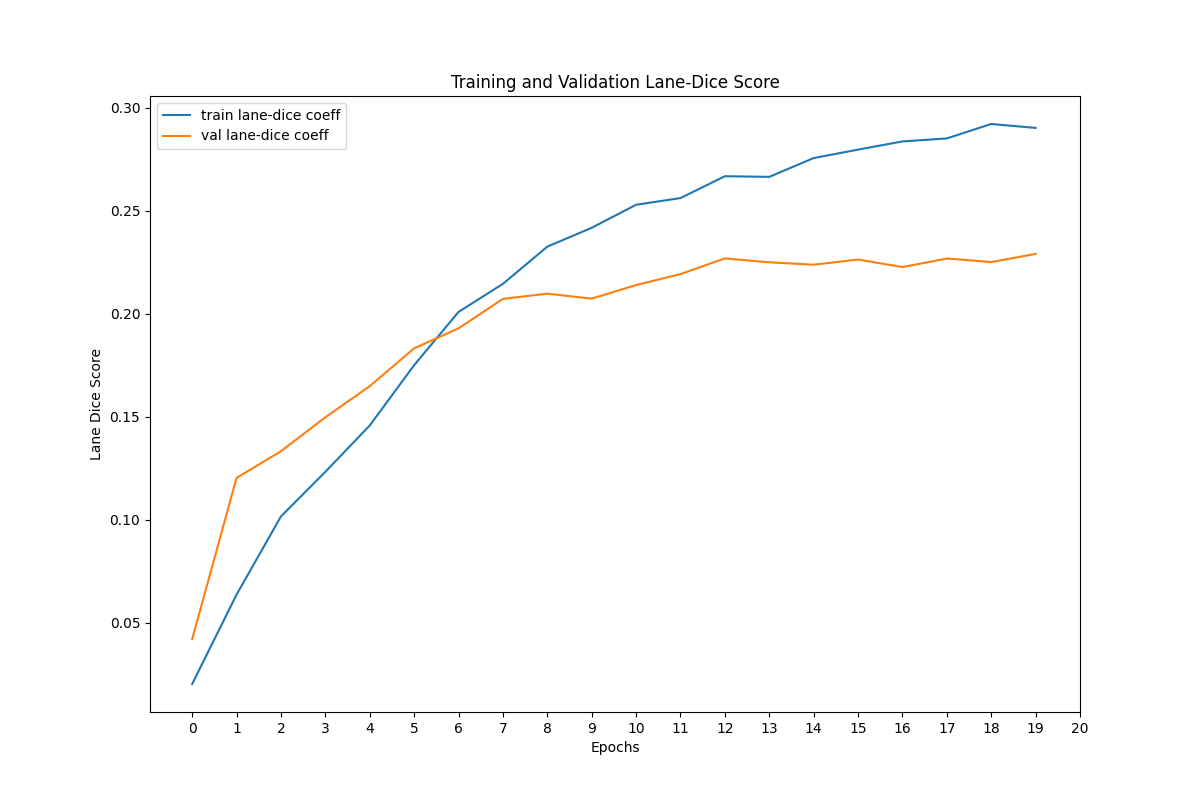 Training and Validation Lane-Dice Score
train lane-dice coeff
val lane-dice coeff
0.30
0.25
0.20
0.15
0.10
0.05
Lane Dice Score
0 1 2 3 4 5 6 7 8 9 10 11 12 13 14 15 16 17 18 19 20
Epochs